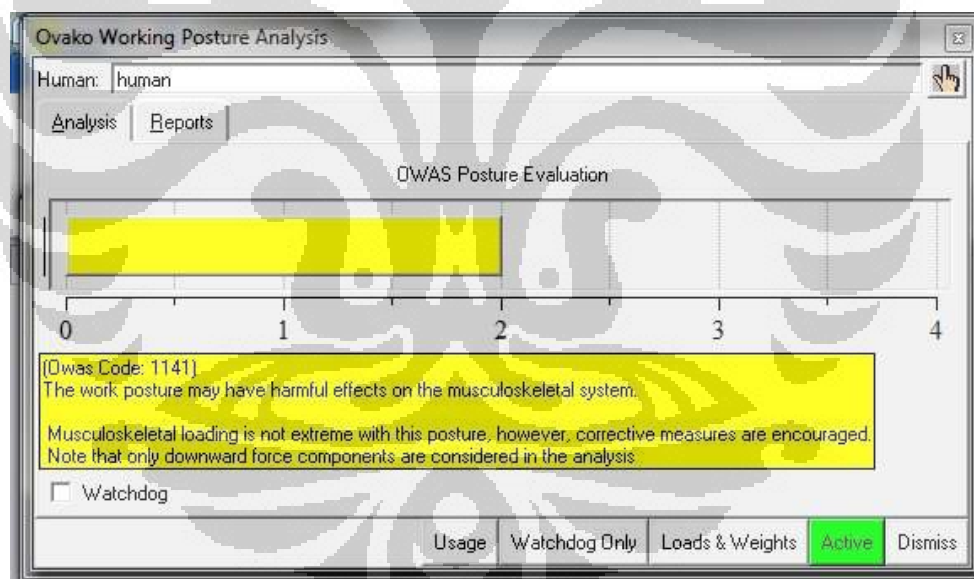 Ovako Working Posture Analysis
Human: human
Analysis Reports
OWAS Posture Evaluation
0 1 2 3 4
(Owas Code: 1141)
The work posture may have harmful effects on the musculoskeletal system.
Musculoskeletal loading is not extreme with this posture, however, corrective measures are encouraged.
Note that only downward force components are considered in the analysis
Watchdog
Usage Watchdog Only Loads & Weights Active Dismiss